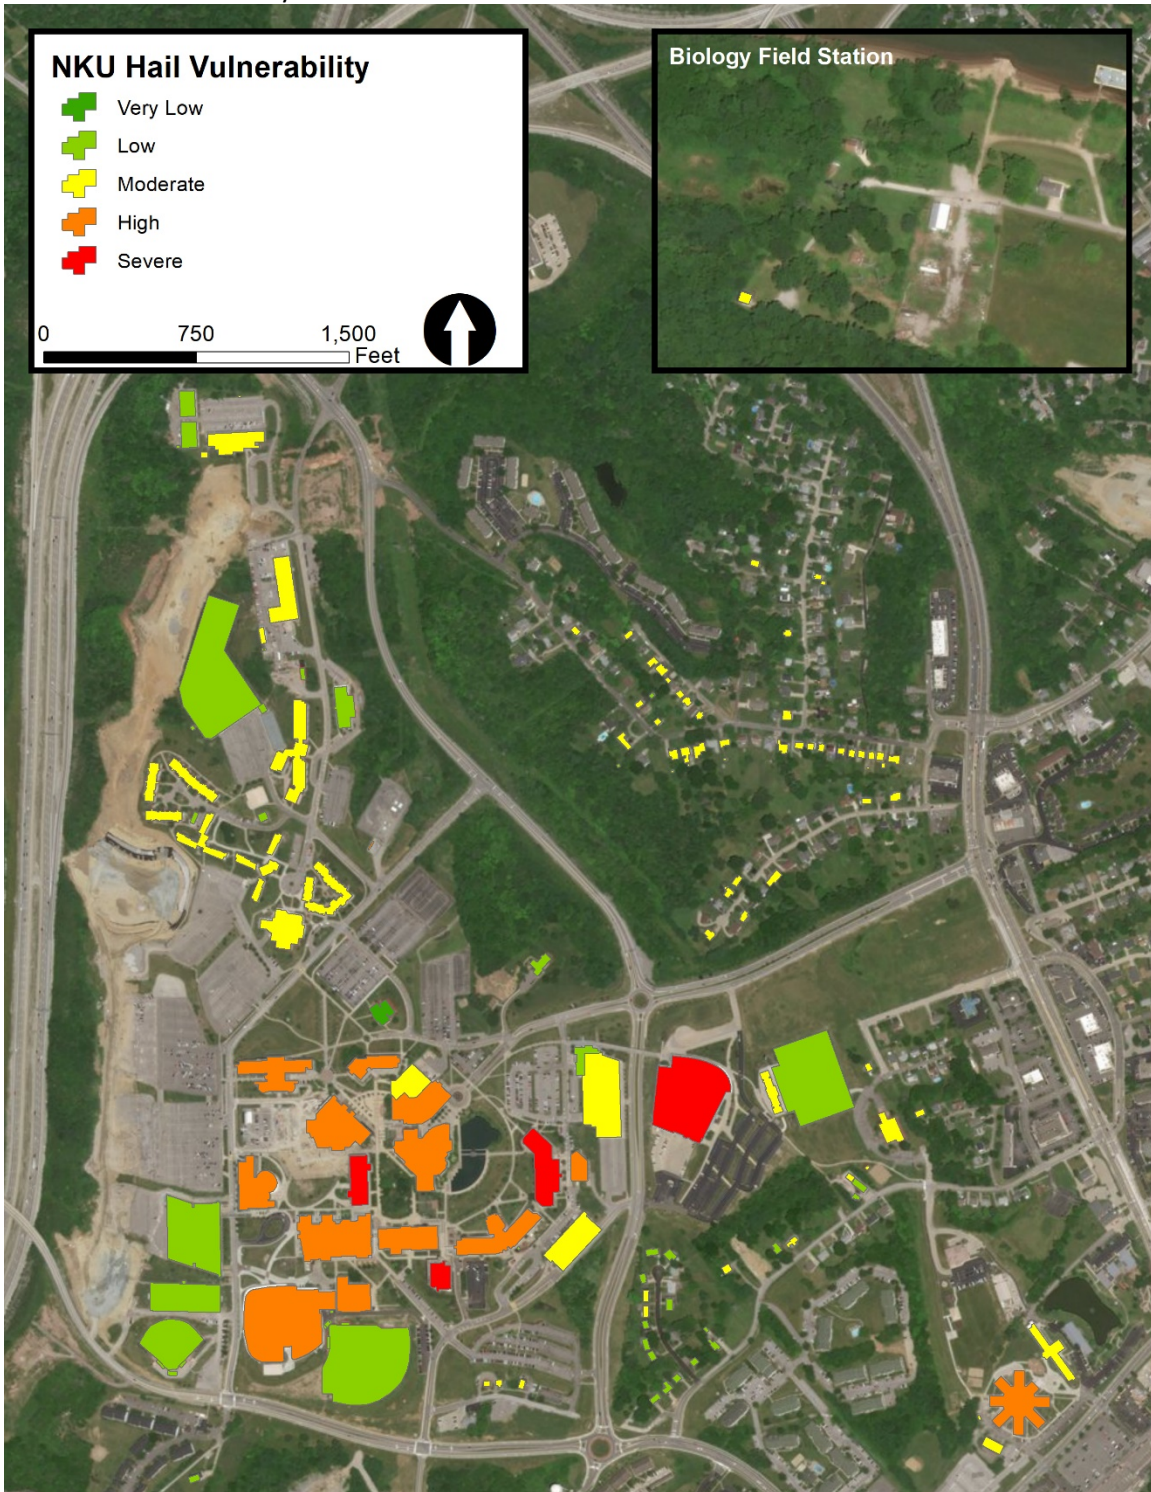 NKU Hail Vulnerability
Very Low
Low
Moderate
High
Severe
0 750 1,500
Feet
Biology Field Station